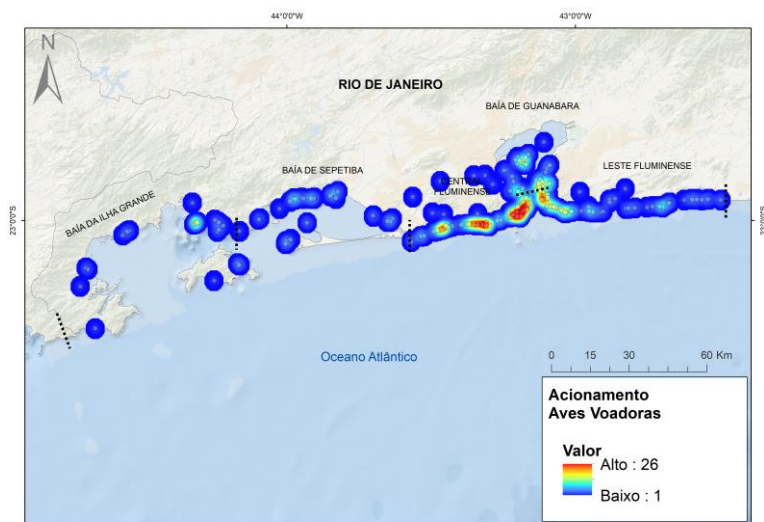 44°0'0"W
43°0'0"W
N
RIO DE JANEIRO
BAÍA DE GUANABARA
BAÍA DE SEPETIBA
LESTE FLUMINENSE
CENTRAL
FLUMINENSE
BAÍA DA ILHA GRANDE
23°0'S
23°0'S
Oceano Atlântico
0 15 30 60 Km
Acionamento
Aves Voadoras
Valor
Alto : 26
Baixo : 1